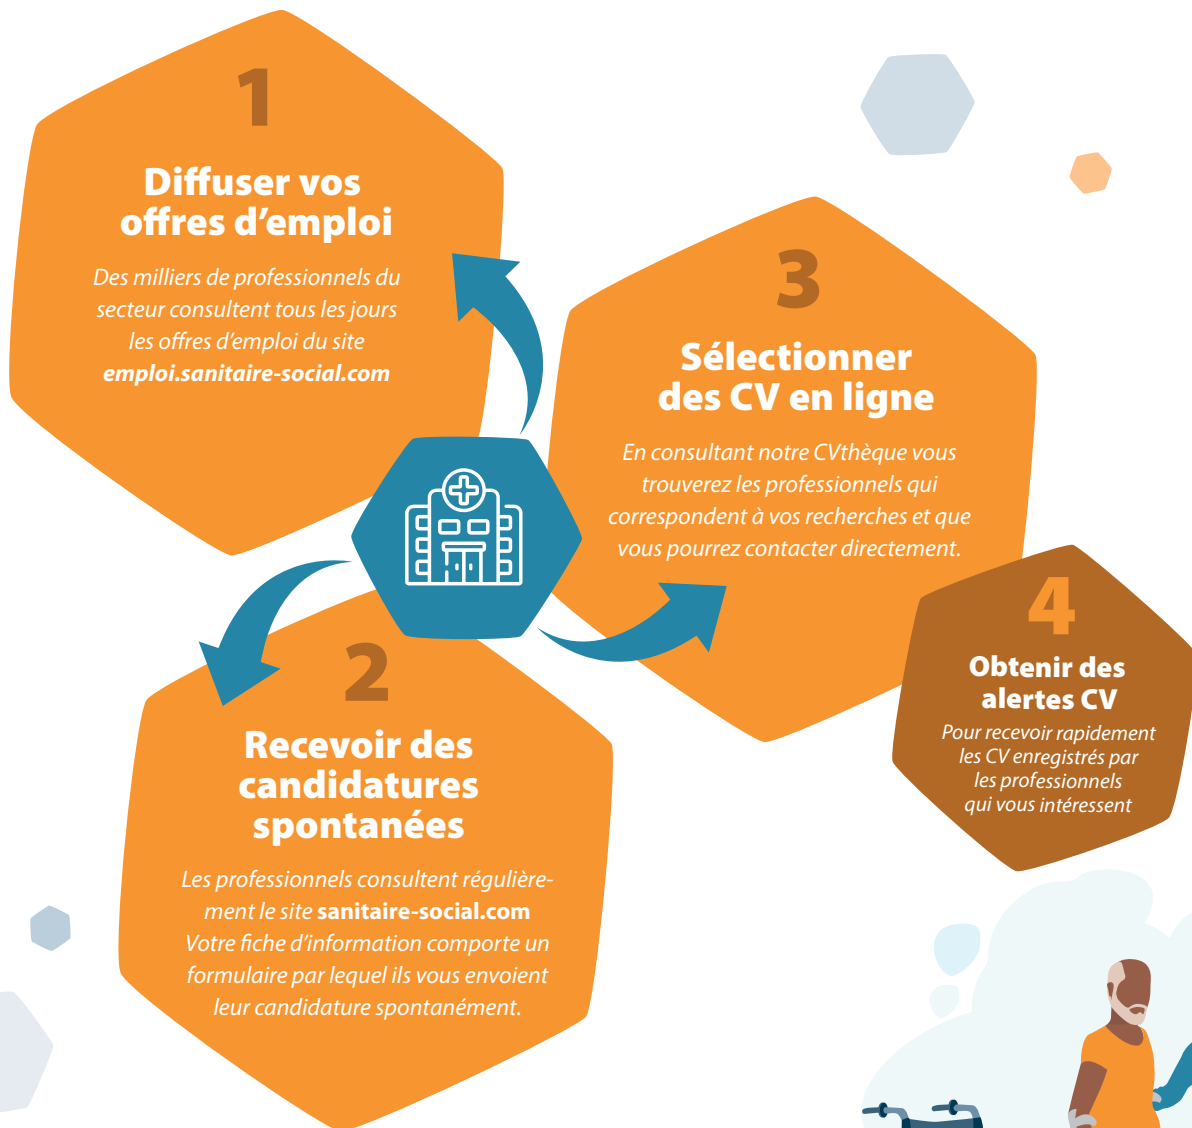 1
Diffuser vos
offres d’emploi
Des milliers de professionnels du
secteur consultent tous les jours
les offres d’emploi du site
emploi.sanitaire-social.com
2
Recevoir des
candidatures
spontanées
Les professionnels consultent régulière-
ment le site sanitaire-social.com
Votre fiche d’information comporte un
formulaire par lequel ils vous envoient
leur candidature spontanément.
3
Sélectionner
des CV en ligne
En consultant notre CVthèque vous
trouverez les professionnels qui
correspondent à vos recherches et que
vous pourrez contacter directement.
4
Obtenir des
alertes CV
Pour recevoir rapidement
les CV enregistrés par
les professionnels
qui vous intéressent